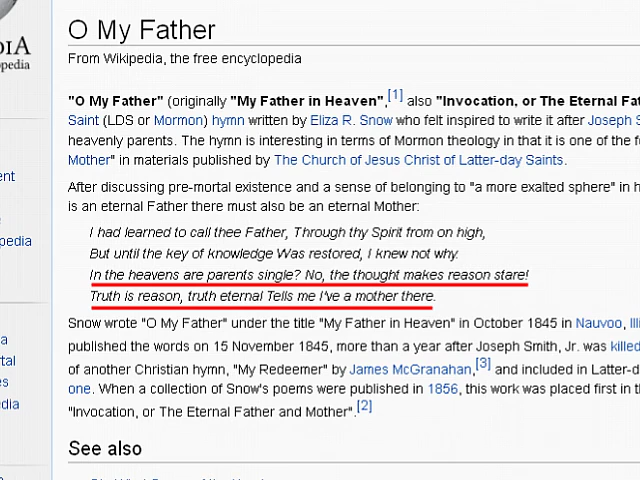 O My Father
From Wikipedia, the free encyclopedia
"O My Father" (originally "My Father in Heaven",[1] also "Invocation, or The Eternal
Saint (LDS or Mormon) hymn written by Eliza R. Snow who felt inspired to write it after Joseph
heavenly parents. The hymn is interesting in terms of Mormon theology in that it is one of the
Mother" in materials published by The Church of Jesus Christ of Latter-day Saints.
After discussing pre-mortal existence and a sense of belonging to "a more exalted sphere" in
is an eternal Father there must also be an eternal Mother:
I had learned to call thee Father, Through thy Spirit from on high,
But until the key of knowledge Was restored, I knew not why.
In the heavens are parents single? No, the thought makes reason stare!
Truth is reason, truth eternal Tells me I've a mother there.
Snow wrote "O My Father" under the title "My Father in Heaven" in October 1845 in Nauvoo,
published the words on 15 November 1845, more than a year after Joseph Smith, Jr. was killed
of another Christian hymn, "My Redeemer" by James McGranahan,[3] and included in
one. When a collection of Snow's poems were published in 1856, this work was placed first in
"Invocation, or The Eternal Father and Mother".[2]
See also